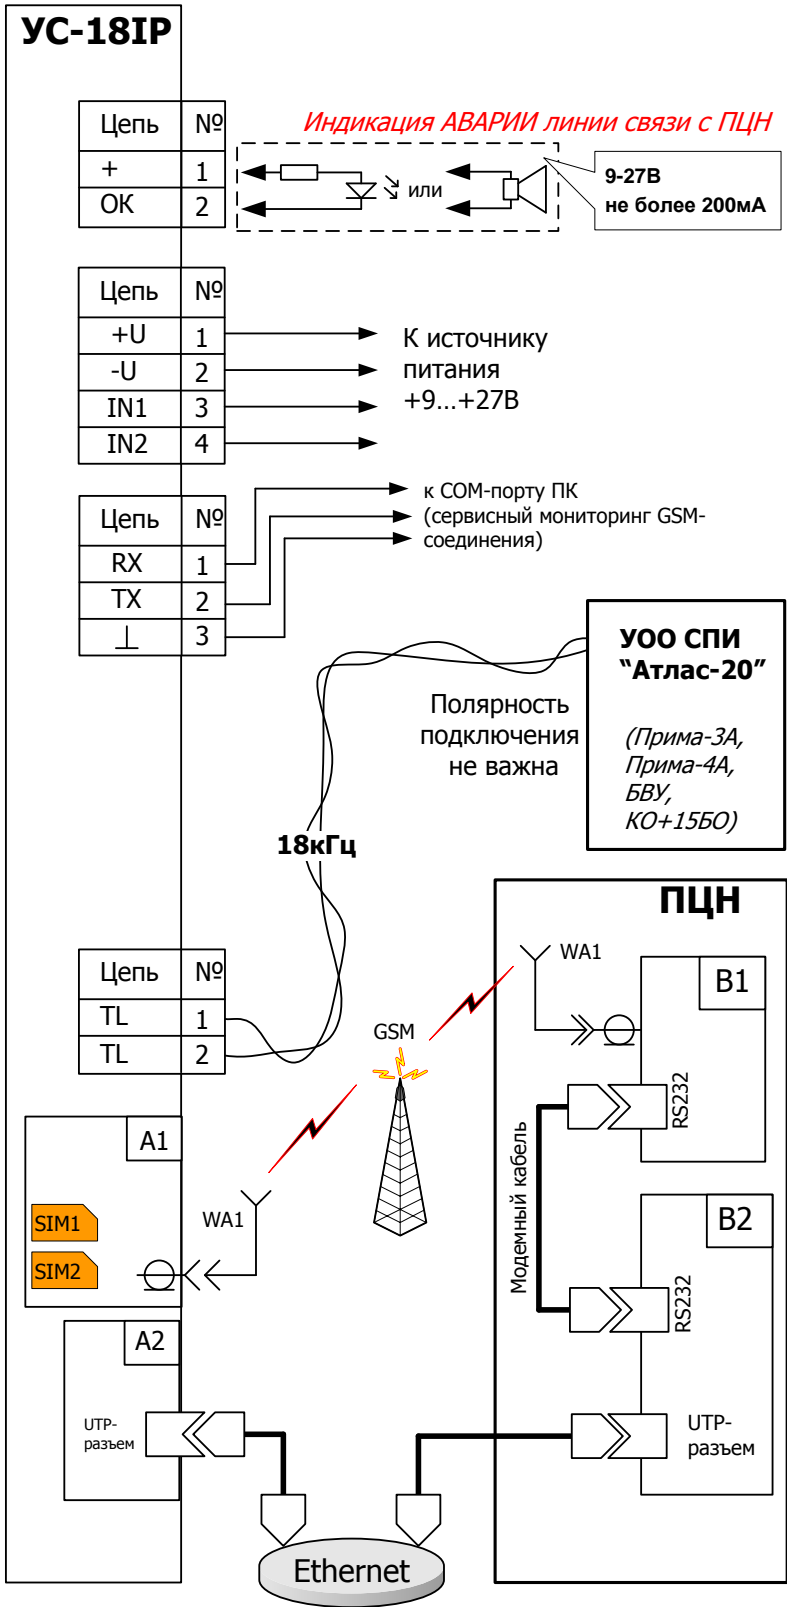 УС-18IP
Цепь №
+ 1
ОК 2
Индикация АВАРИИ линии связи с ПЦН
или
9-27В
не более 200мА
Цепь №
+U 1
-U 2
IN1 3
IN2 4
К источнику
питания
+9...+27В
Цепь №
RX 1
TX 2
⊥ 3
к COM-порту ПК
(сервисный мониторинг GSM-
соединения)
УОО СПИ
“Атлас-20”
(Прима-3А,
Прима-4А,
БВУ,
КО+15БО)
Полярность
подключения
не важна
18кГц
Цепь №
TL 1
TL 2
ПЦН
WA1
B1
RS232
Модемный кабель
B2
RS232
UTP-
разъем
GSM
A1
SIM1
SIM2
WA1
A2
UTP-
разъем
Ethernet